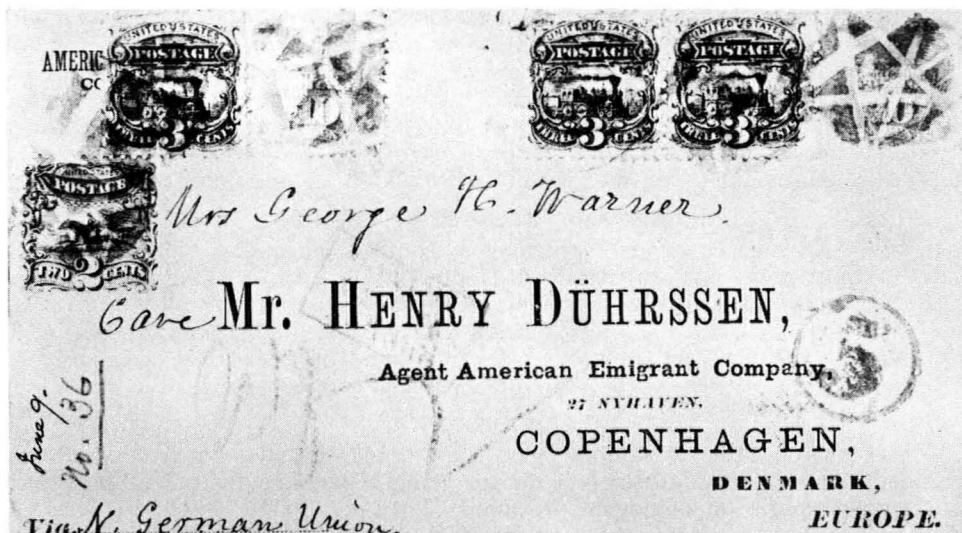 AMERIC
CO
UNITED STATES
POSTAGE
THREE 3 CENTS
10
UNITED STATES
POSTAGE
THREE 3 CENTS
UNITED STATES
POSTAGE
THREE 3 CENTS
10
POSTAGE
TWO 2 CENTS
Mrs George H. Warner.
Care Mr. HENRY DÜHRSSEN,
Agent American Emigrant Company,
27 NYHAVEN,
COPENHAGEN,
DENMARK,
EUROPE.
June 9.
No. 36
Via N. German Union.